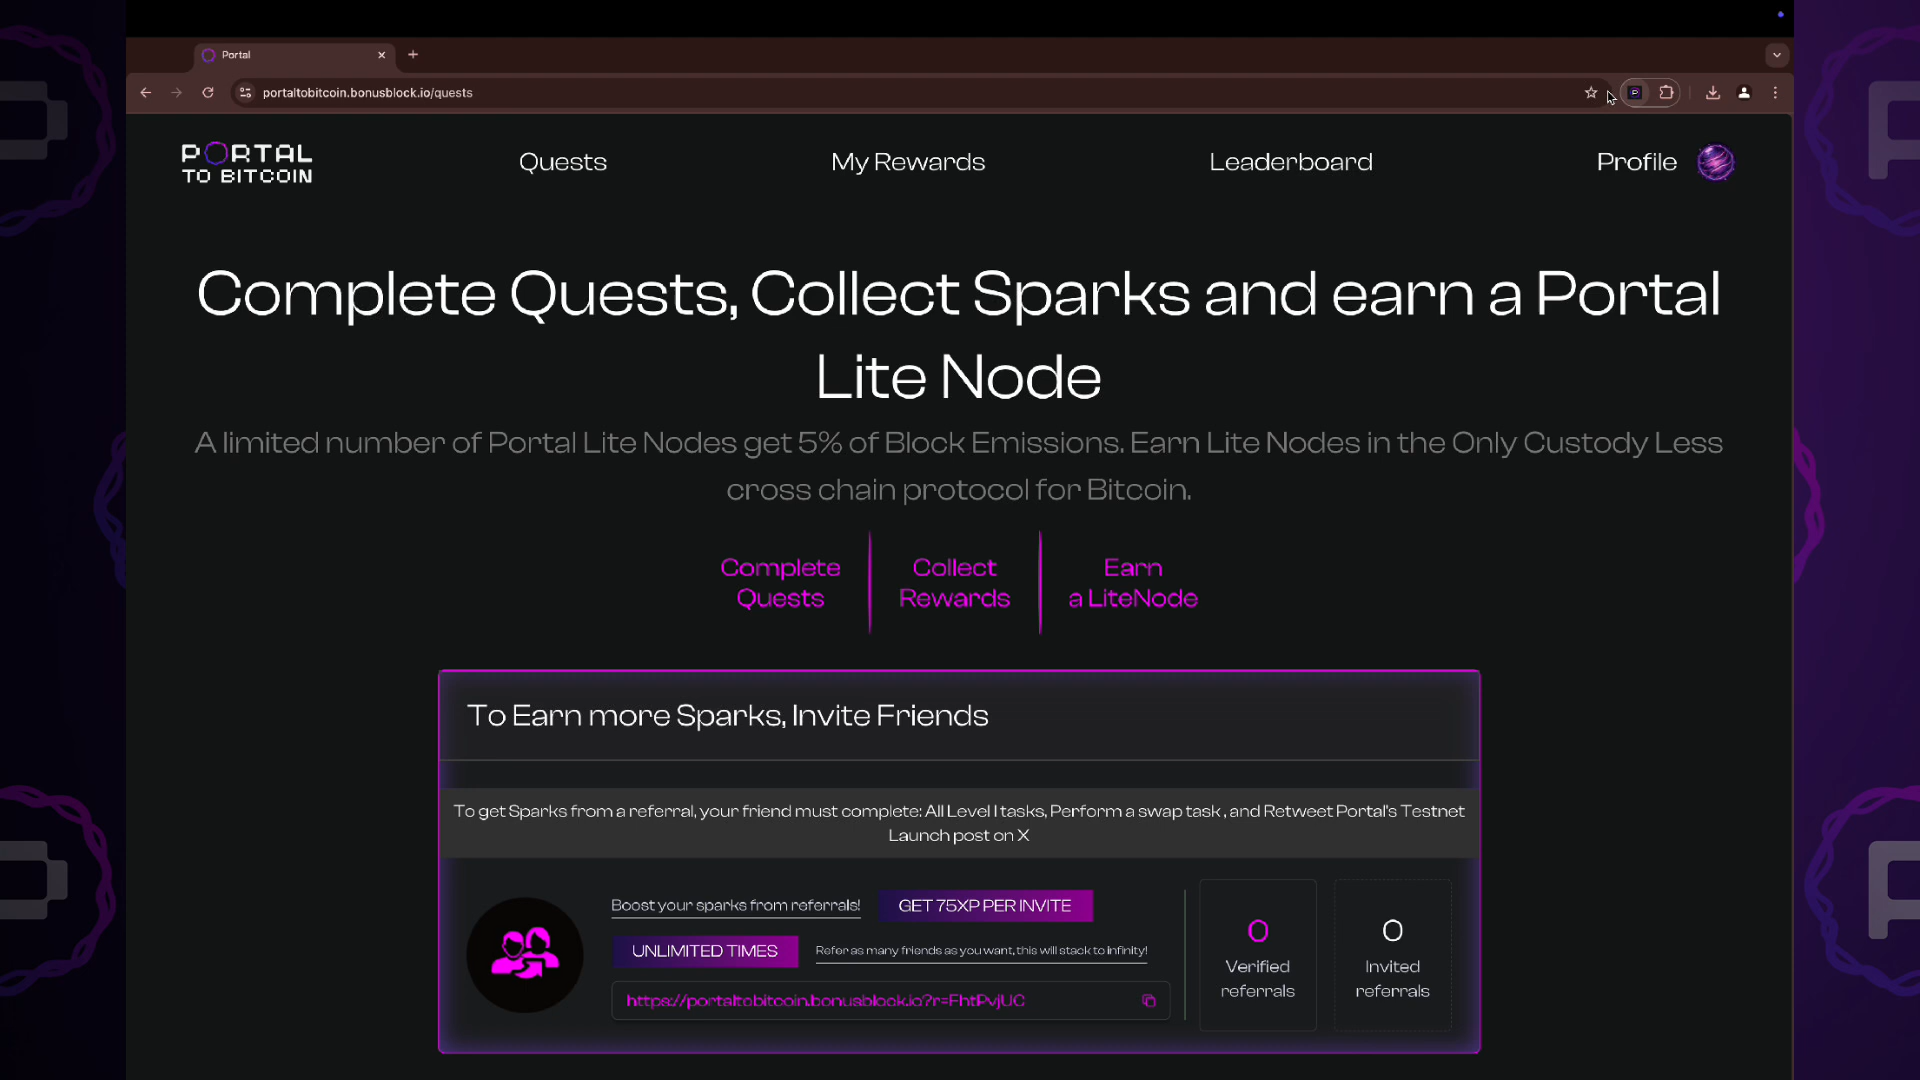 Portal
portaltobitcoin.bonusblock.io/quests
PORTAL
TO BITCOIN
Quests
My Rewards
Leaderboard
Profile
Complete Quests, Collect Sparks and earn a Portal
Lite Node
A limited number of Portal Lite Nodes get 5% of Block Emissions. Earn Lite Nodes in the Only Custody Less
cross chain protocol for Bitcoin.
Complete
Quests
Collect
Rewards
Earn
a LiteNode
To Earn more Sparks, Invite Friends
To get Sparks from a referral, your friend must complete: All Level I tasks, Perform a swap task , and Retweet Portal's Testnet
Launch post on X
Boost your sparks from referrals!
GET 75XP PER INVITE
UNLIMITED TIMES
Refer as many friends as you want, this will stack to infinity!
https://portaltobitcoin.bonusblock.io?r=FhtPvjUC
0
Verified
referrals
0
Invited
referrals